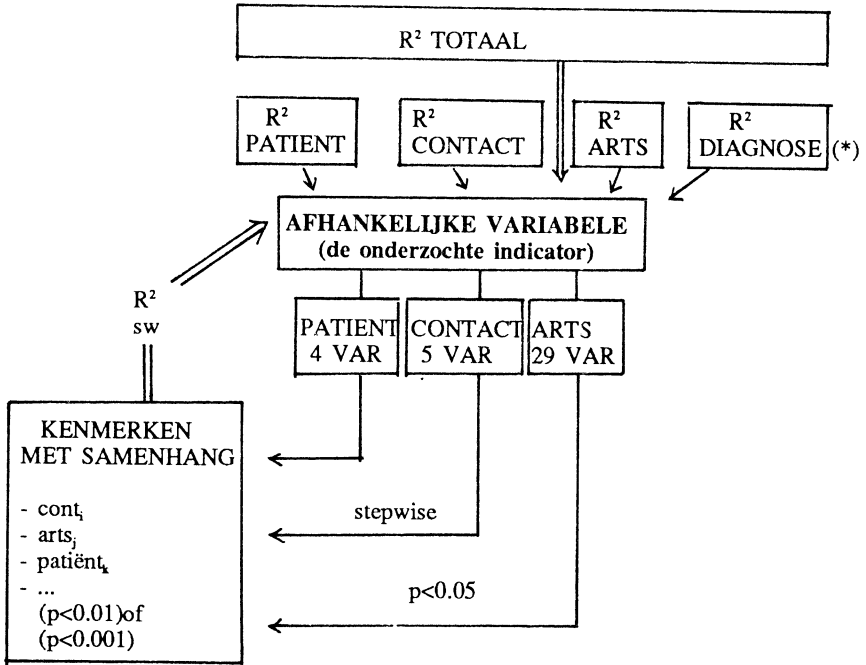 R² TOTAAL
R²
PATIENT
R²
CONTACT
R²
ARTS
R²
DIAGNOSE (*)
AFHANKELIJKE VARIABELE
(de onderzochte indicator)
R²
sw
PATIENT
4 VAR
CONTACT
5 VAR
ARTS
29 VAR
KENMERKEN
MET SAMENHANG
- contᵢ
- artsⱼ
- patiëntₖ
- ...
(p<0.01)of
(p<0.001)
stepwise
p<0.05